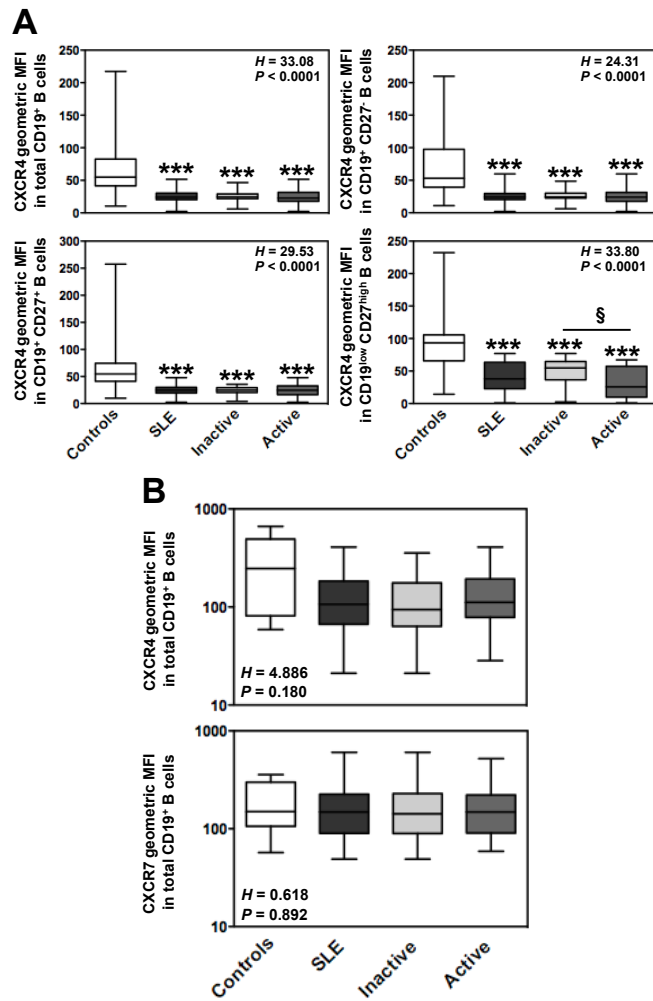 A
CXCR4 geometric MFI
in total CD19⁺ B cells
250
200
150
100
50
0
H = 33.08
P < 0.0001
***
***
***
CXCR4 geometric MFI
in CD19⁺ CD27⁻ B cells
250
200
150
100
50
0
H = 24.31
P < 0.0001
***
***
***
CXCR4 geometric MFI
in CD19⁺ CD27⁺ B cells
300
250
200
150
100
50
0
H = 29.53
P < 0.0001
***
***
***
Controls
SLE
Inactive
Active
CXCR4 geometric MFI
in CD19ˡᵒʷ CD27ʰⁱᵍʰ B cells
250
200
150
100
50
0
H = 33.80
P < 0.0001
§
***
***
***
Controls
SLE
Inactive
Active
B
CXCR4 geometric MFI
in total CD19⁺ B cells
1000
100
10
H = 4.886
P = 0.180
CXCR7 geometric MFI
in total CD19⁺ B cells
1000
100
10
H = 0.618
P = 0.892
Controls
SLE
Inactive
Active